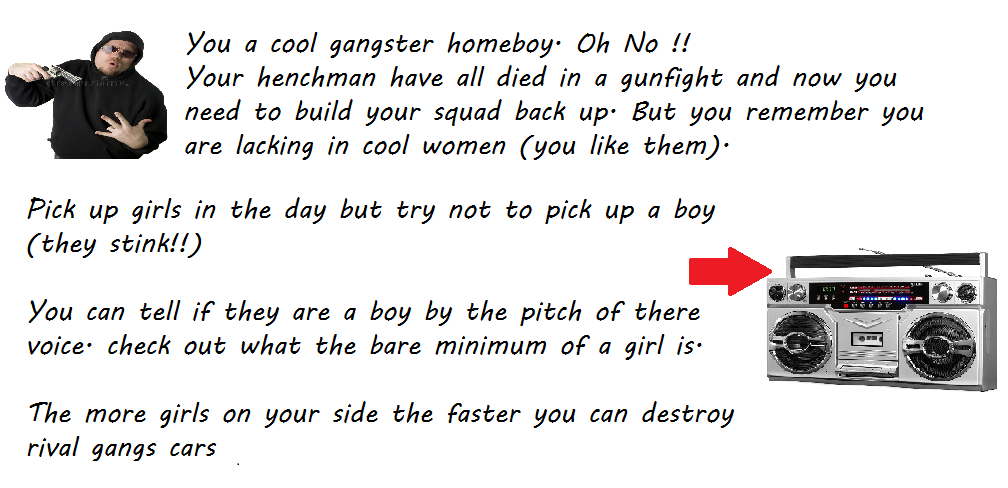 You a cool gangster homeboy. Oh No !!
Your henchman have all died in a gunfight and now you
need to build your squad back up. But you remember you
are lacking in cool women (you like them).
Pick up girls in the day but try not to pick up a boy
(they stink!!)
You can tell if they are a boy by the pitch of there
voice. check out what the bare minimum of a girl is.
The more girls on your side the faster you can destroy
rival gangs cars